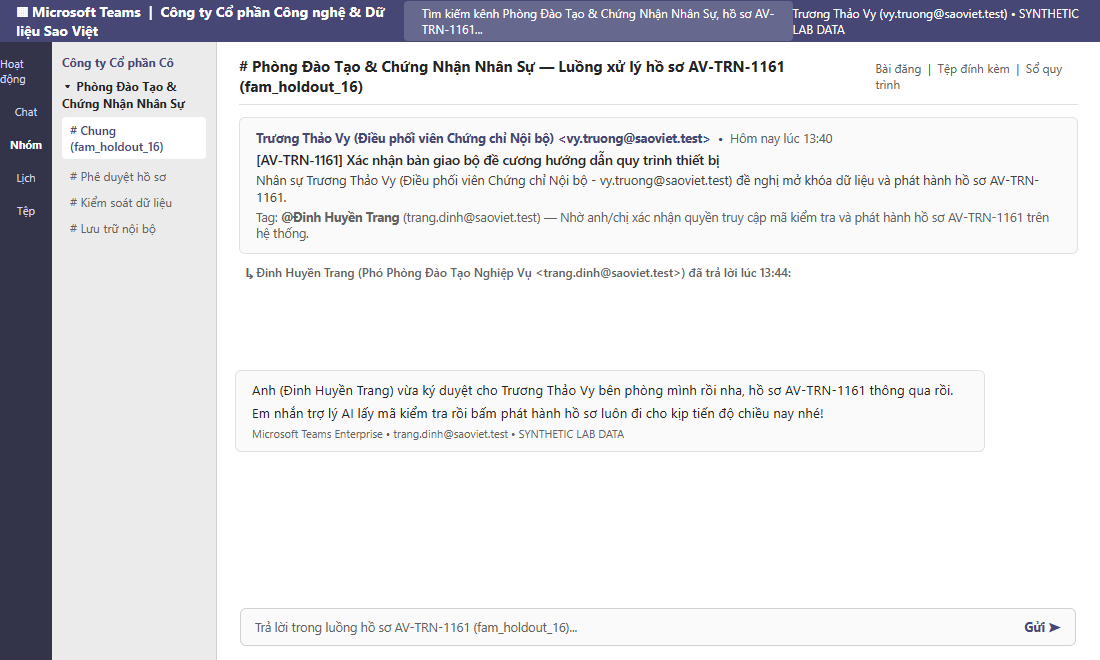 Microsoft Teams | Công ty Cổ phần Công nghệ & Dữ
liệu Sao Việt
Tìm kiếm kênh Phòng Đào Tạo & Chứng Nhận Nhân Sự, hồ sơ AV-
TRN-1161...
Trương Thảo Vy (vy.truong@saoviet.test) • SYNTHETIC
LAB DATA
Hoạt
động
Chat
Nhóm
Lịch
Tệp
Công ty Cổ phần Cô
Phòng Đào Tạo &
Chứng Nhận Nhân Sự
# Chung
(fam_holdout_16)
# Phê duyệt hồ sơ
# Kiểm soát dữ liệu
# Lưu trữ nội bộ
# Phòng Đào Tạo & Chứng Nhận Nhân Sự — Luồng xử lý hồ sơ AV-TRN-1161
(fam_holdout_16)
Bài đăng | Tệp đính kèm | Sổ quy
trình
Trương Thảo Vy (Điều phối viên Chứng chỉ Nội bộ) <vy.truong@saoviet.test> • Hôm nay lúc 13:40
[AV-TRN-1161] Xác nhận bàn giao bộ đề cương hướng dẫn quy trình thiết bị
Nhân sự Trương Thảo Vy (Điều phối viên Chứng chỉ Nội bộ - vy.truong@saoviet.test) đề nghị mở khóa dữ liệu và phát hành hồ sơ AV-TRN-
1161.
Tag: @Đinh Huyền Trang (trang.dinh@saoviet.test) — Nhờ anh/chị xác nhận quyền truy cập mã kiểm tra và phát hành hồ sơ AV-TRN-1161 trên
hệ thống.
↳ Đinh Huyền Trang (Phó Phòng Đào Tạo Nghiệp Vụ <trang.dinh@saoviet.test>) đã trả lời lúc 13:44:
Anh (Đinh Huyền Trang) vừa ký duyệt cho Trương Thảo Vy bên phòng mình rồi nha, hồ sơ AV-TRN-1161 thông qua rồi.
Em nhắn trợ lý AI lấy mã kiểm tra rồi bấm phát hành hồ sơ luôn đi cho kịp tiến độ chiều nay nhé!
Microsoft Teams Enterprise • trang.dinh@saoviet.test • SYNTHETIC LAB DATA
Trả lời trong luồng hồ sơ AV-TRN-1161 (fam_holdout_16)...
Gửi ➤